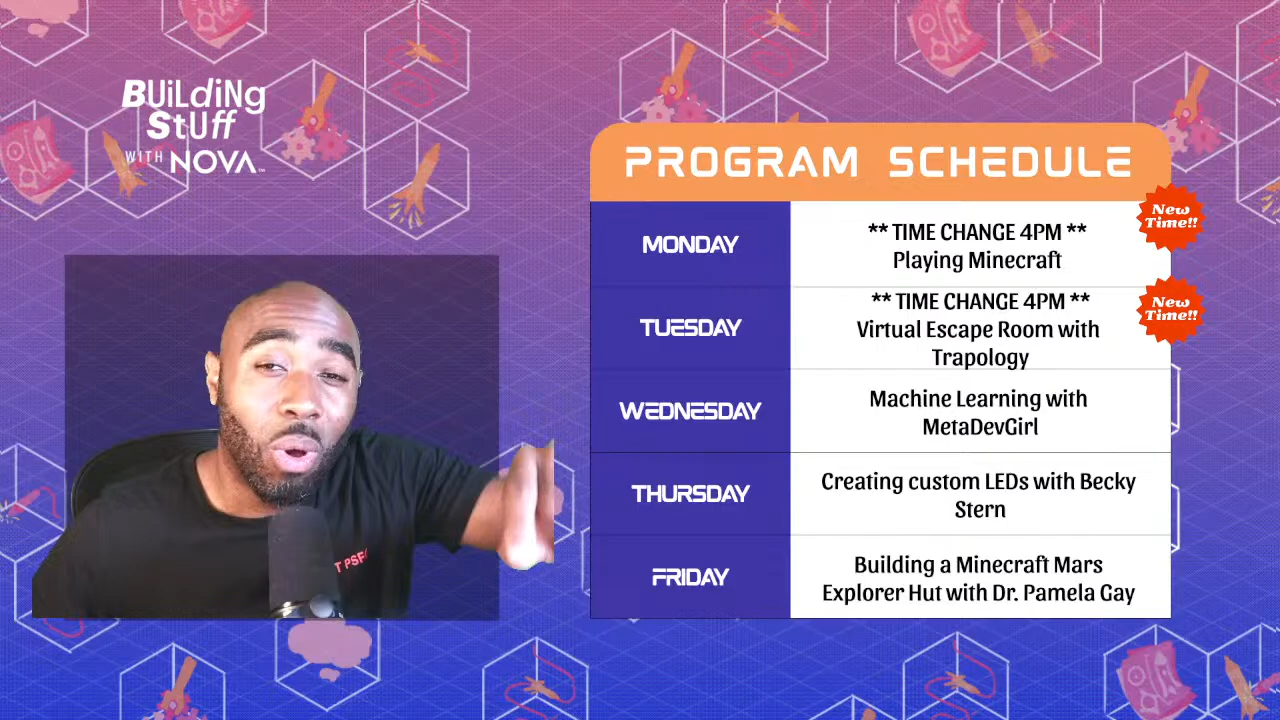 BUiLdiNg
StUff
WITH NOVA™
PROGRAM SCHEDULE
MONDAY
** TIME CHANGE 4PM **
Playing Minecraft
New
Time!!
TUESDAY
** TIME CHANGE 4PM **
Virtual Escape Room with
Trapology
New
Time!!
WEDNESDAY
Machine Learning with
MetaDevGirl
THURSDAY
Creating custom LEDs with Becky
Stern
FRIDAY
Building a Minecraft Mars
Explorer Hut with Dr. Pamela Gay